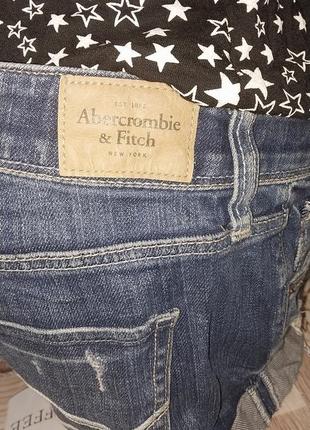 EST. 1892
Abercrombie
& Fitch
NEW YORK